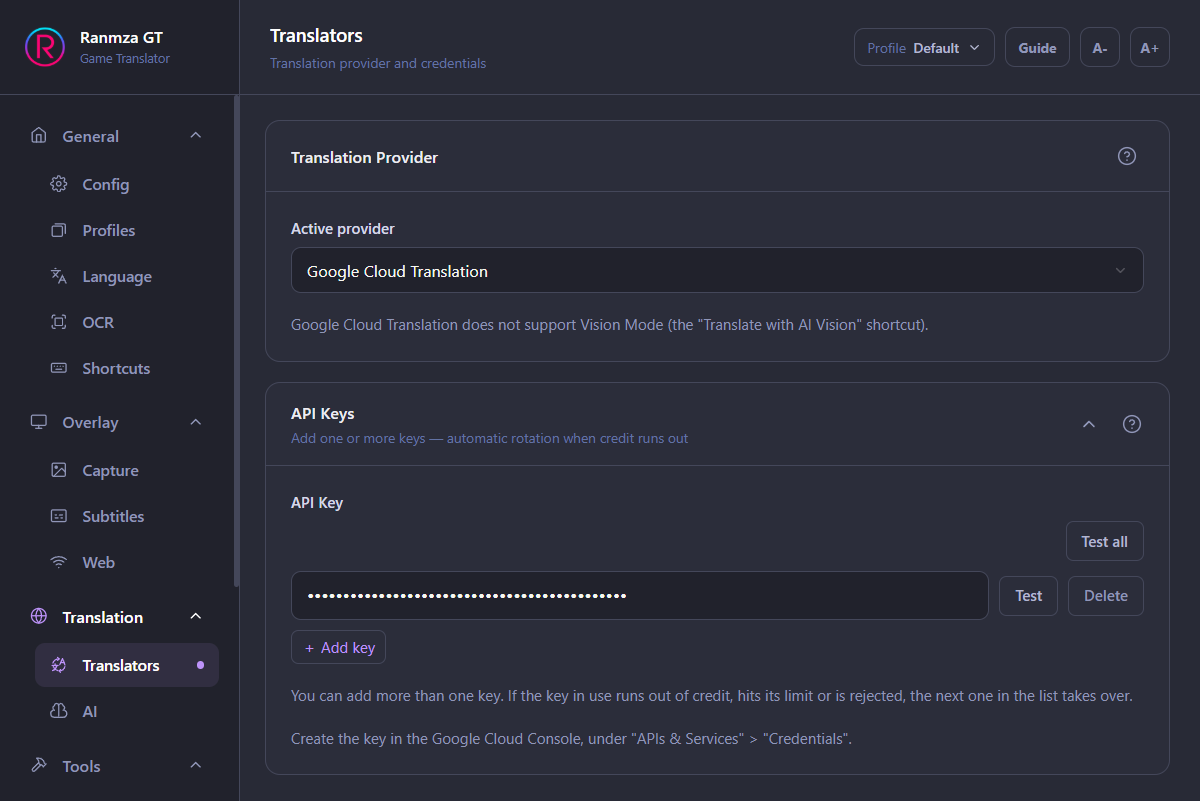 Ranmza GT
Game Translator
General
Config
Profiles
Language
OCR
Shortcuts
Overlay
Capture
Subtitles
Web
Translation
Translators
AI
Tools
Translators
Translation provider and credentials
Profile Default
Guide
A-
A+
Translation Provider
Active provider
Google Cloud Translation
Google Cloud Translation does not support Vision Mode (the "Translate with AI Vision" shortcut).
API Keys
Add one or more keys — automatic rotation when credit runs out
API Key
Test all
Test
Delete
+ Add key
You can add more than one key. If the key in use runs out of credit, hits its limit or is rejected, the next one in the list takes over.
Create the key in the Google Cloud Console, under "APIs & Services" > "Credentials".